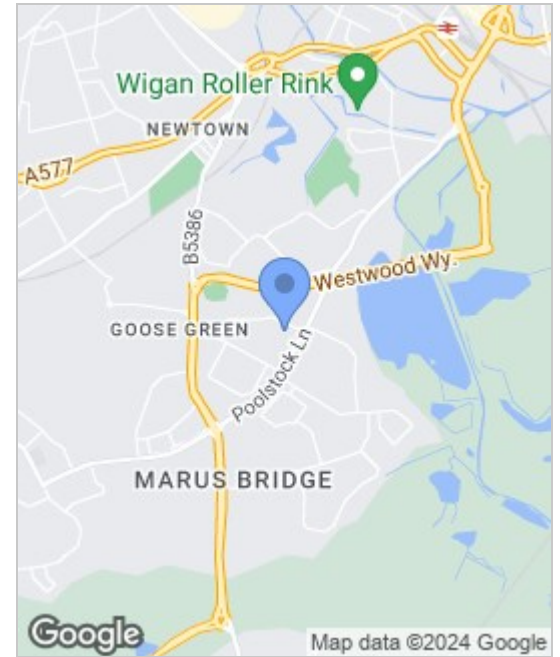 Wigan Roller Rink
NEWTOWN
A577
B5386
Westwood Wy.
GOOSE GREEN
Poolstock Ln
MARUS BRIDGE
Google
Map data ©2024 Google